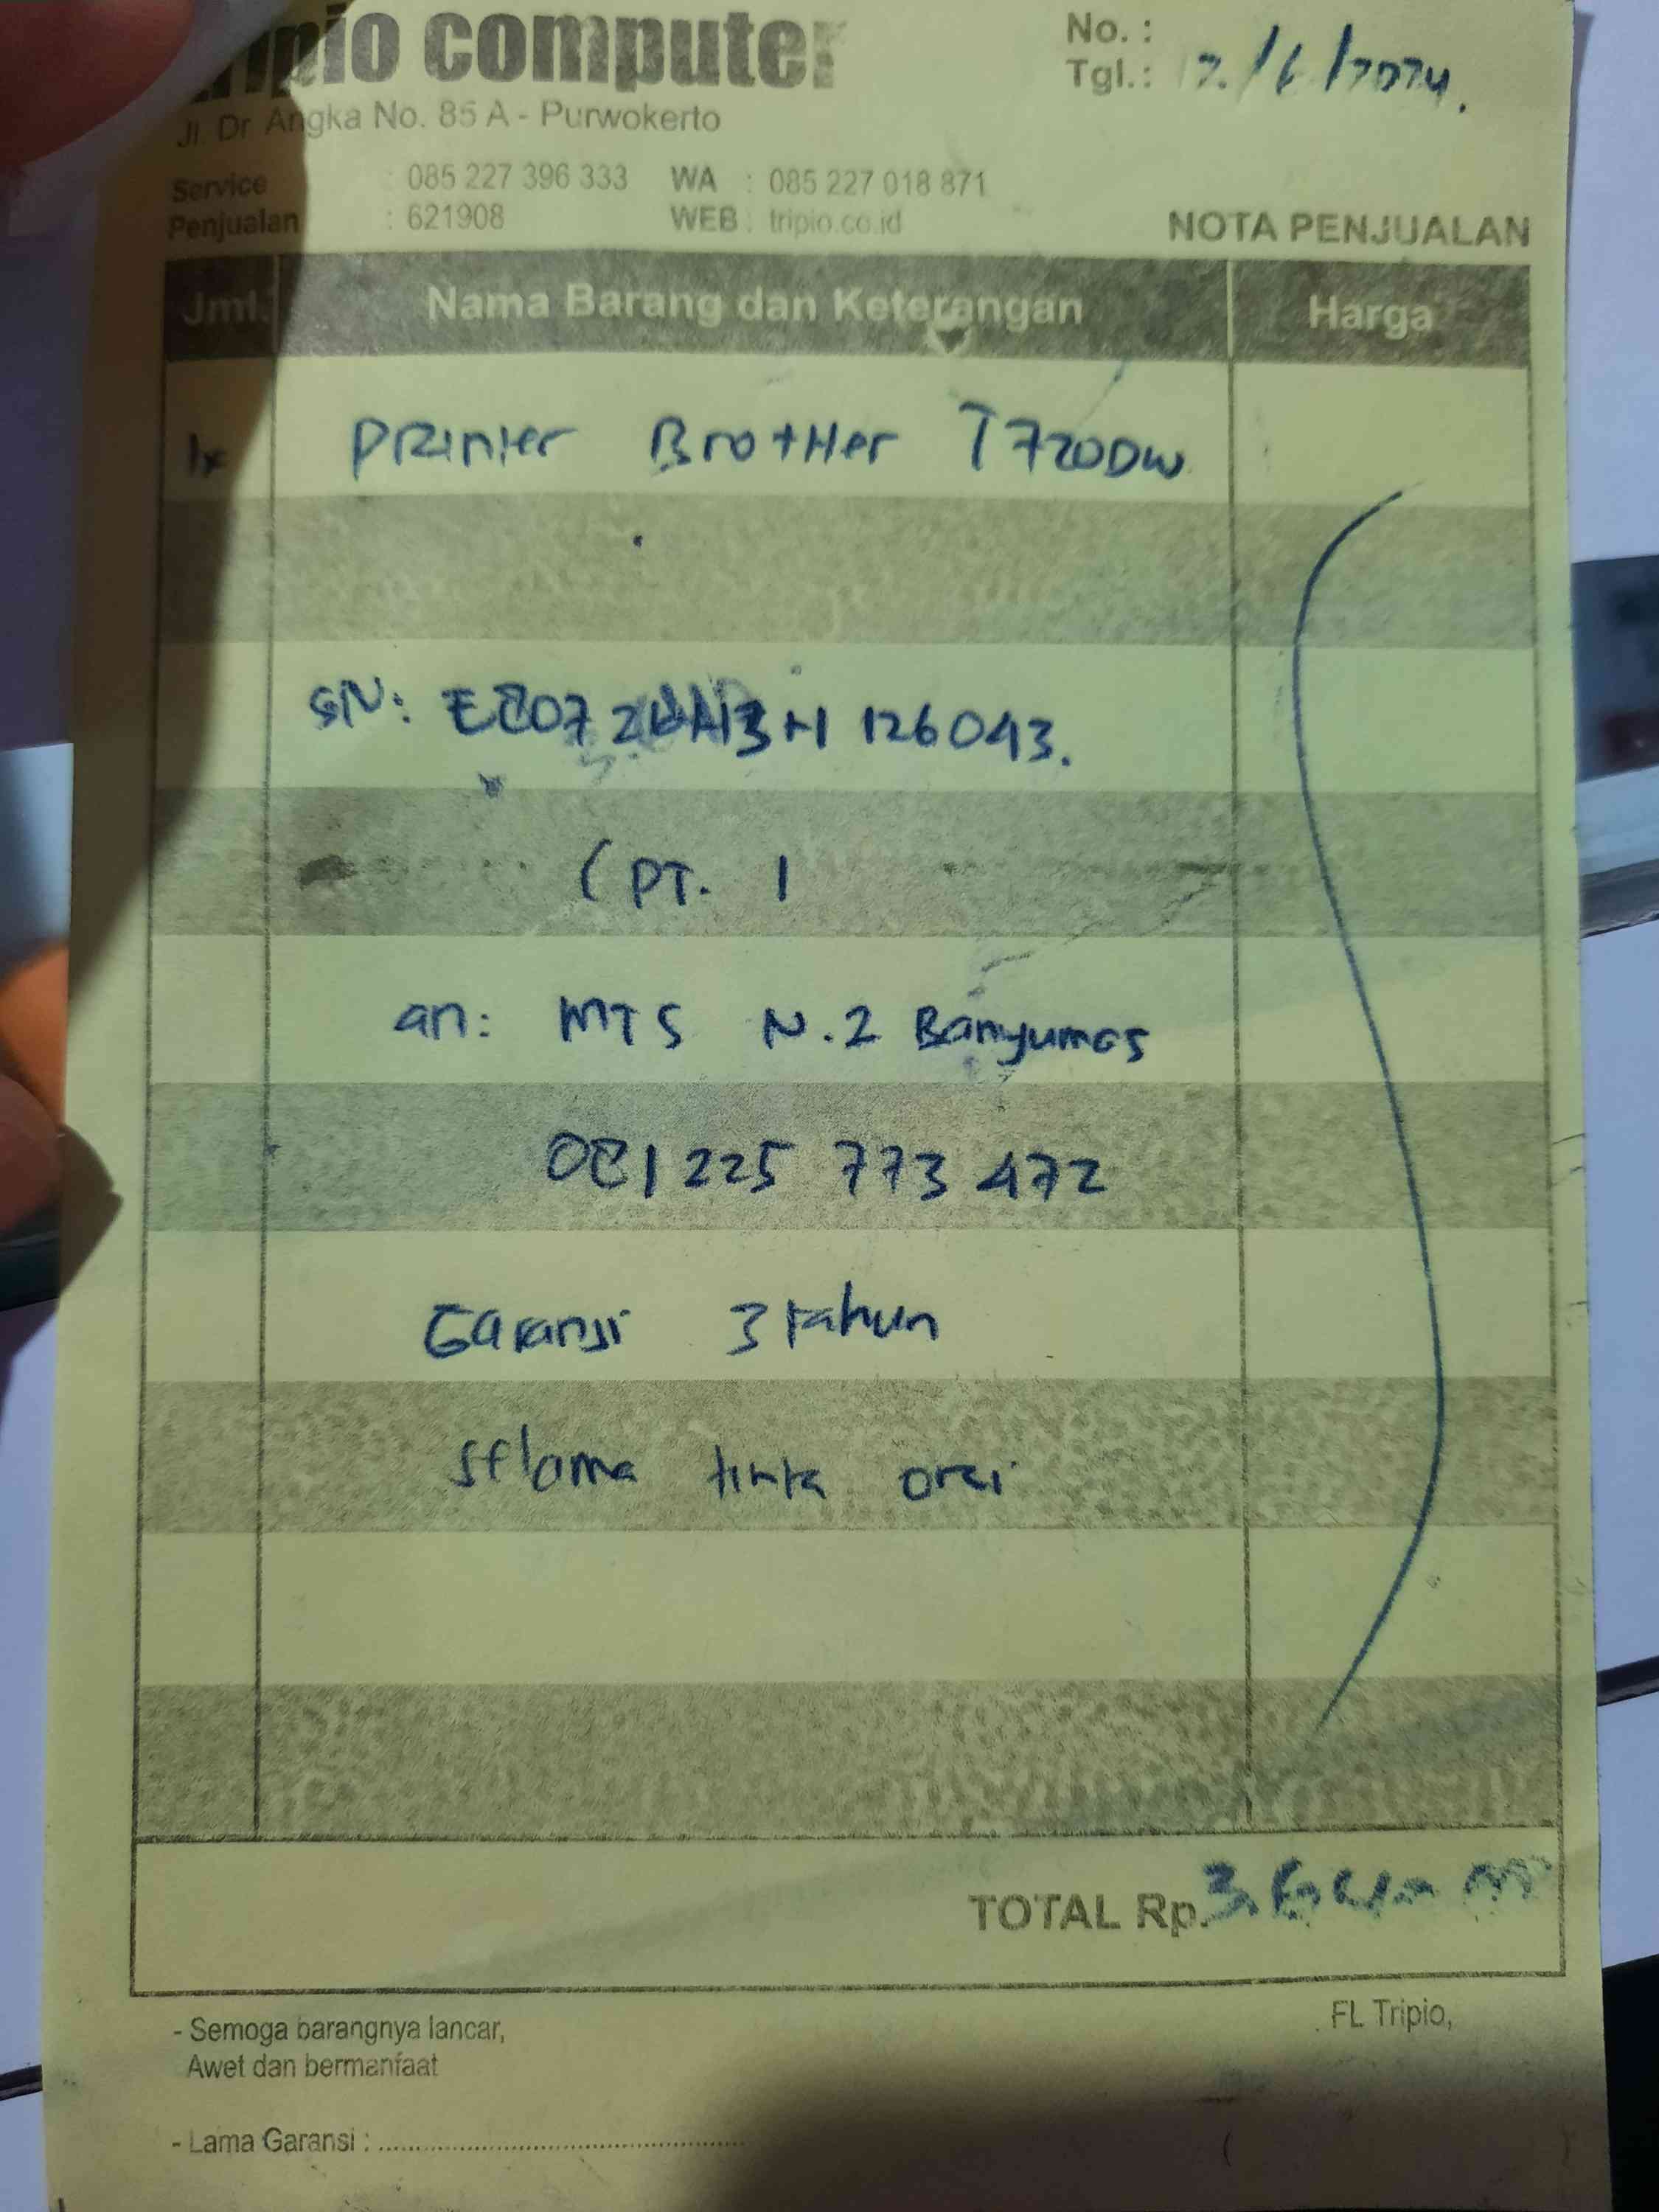 tripio computer
No. :
Tgl.: 12/6/2024.
Jl. Dr Angka No. 85 A - Purwokerto
Service : 085 227 396 333 WA : 085 227 018 871
Penjualan : 621908 WEB : tripio.co.id
NOTA PENJUALAN
Jml. Nama Barang dan Keterangan Harga
1x Printer Brother T720DW
SN: 126043.
(PT. 1
an: MTS N.2 Banyumas
081225 773 472
Garansi 3 tahun
selama tinta ori
TOTAL Rp.
- Semoga barangnya lancar,
Awet dan bermanfaat
FL Tripio,
- Lama Garansi :
( )